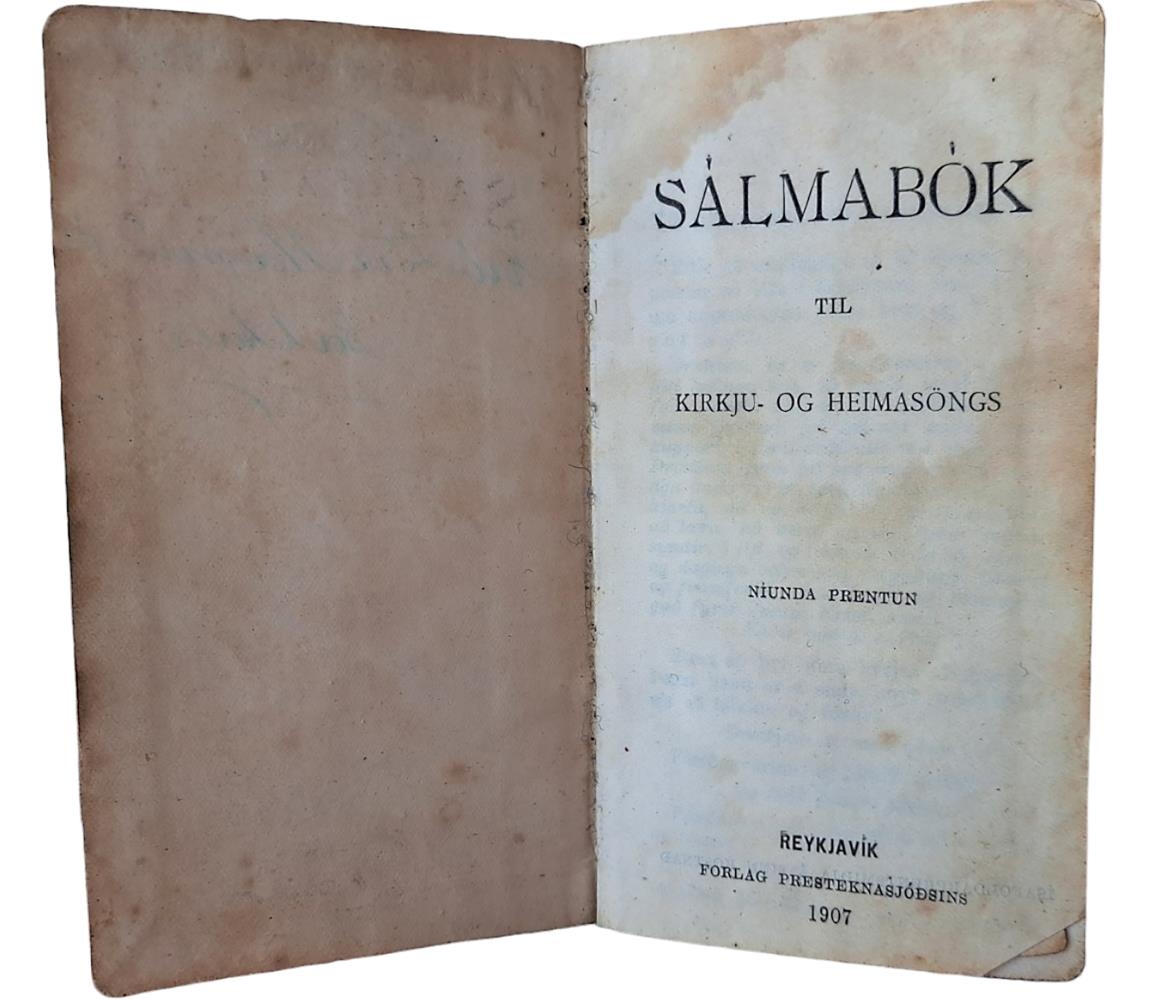 SÁLMABÓK
TIL
KIRKJU- OG HEIMASÖNGS
NÍUNDA PRENTUN
REYKJAVÍK
FORLAG PRESTEKNASJÓÐSINS
1907